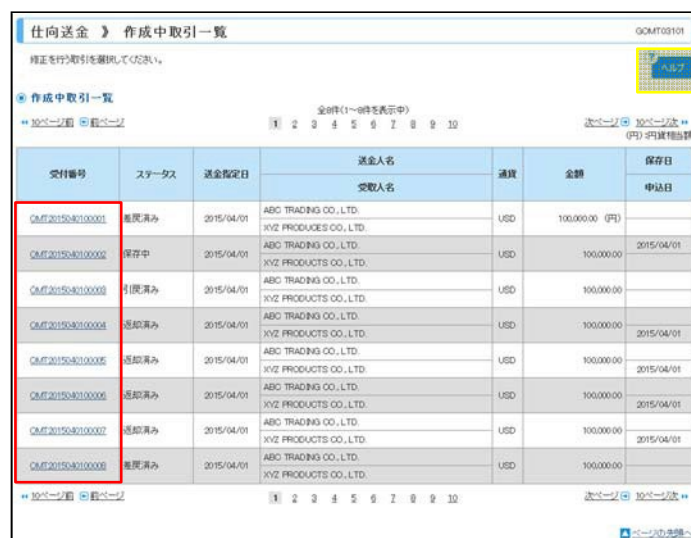 仕向送金 》 作成中取引一覧
GOMT03101
修正を行う取引を選択してください。
ヘルプ
作成中取引一覧
全8件(1～8件を表示中)
10ページ前 前ページ 1 2 3 4 5 6 7 8 9 10 次ページ 10ページ次
(円):円貨相当額
受付番号 ステータス 送金指定日 送金人名 通貨 金額 保存日
受取人名 申込日
OMT2015040100001 差戻済み 2015/04/01 ABC TRADING CO., LTD. USD 100,000.00 (円)
XYZ PRODUCES CO., LTD.
OMT2015040100002 保存中 2015/04/01 ABC TRADING CO., LTD. USD 100,000.00 2015/04/01
XYZ PRODUCTS CO., LTD.
OMT2015040100003 引戻済み 2015/04/01 ABC TRADING CO., LTD. USD 100,000.00
XYZ PRODUCTS CO., LTD.
OMT2015040100004 返却済み 2015/04/01 ABC TRADING CO., LTD. USD 100,000.00
XYZ PRODUCTS CO., LTD. 2015/04/01
OMT2015040100005 返却済み 2015/04/01 ABC TRADING CO., LTD. USD 100,000.00
XYZ PRODUCTS CO., LTD. 2015/04/01
OMT2015040100006 返却済み 2015/04/01 ABC TRADING CO., LTD. USD 100,000.00
XYZ PRODUCTS CO., LTD. 2015/04/01
OMT2015040100007 返却済み 2015/04/01 ABC TRADING CO., LTD. USD 100,000.00
XYZ PRODUCTS CO., LTD. 2015/04/01
OMT2015040100008 差戻済み 2015/04/01 ABC TRADING CO., LTD. USD 100,000.00
XYZ PRODUCTS CO., LTD.
10ページ前 前ページ 1 2 3 4 5 6 7 8 9 10 次ページ 10ページ次
ページの先頭へ